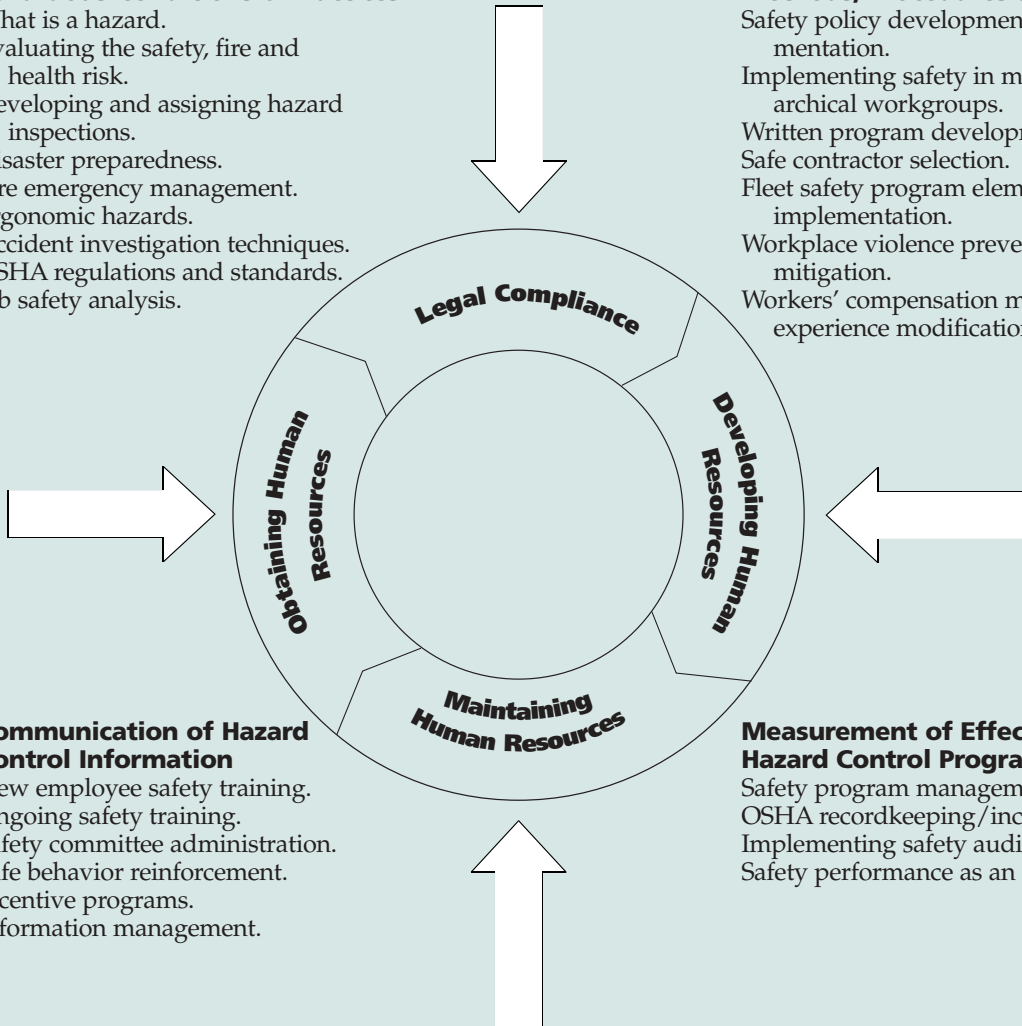 hat is a hazard.
valuating the safety, fire and
health risk.
eveloping and assigning hazard
inspections.
isaster preparedness.
re emergency management.
rgonomic hazards.
ccident investigation techniques.
SHA regulations and standards.
b safety analysis.
Safety policy developmen
mentation.
Implementing safety in m
archical workgroups.
Written program developm
Safe contractor selection.
Fleet safety program elem
implementation.
Workplace violence preve
mitigation.
Workers’ compensation m
experience modification
Legal Compliance
Obtaining Human
Resources
Developing Human
Resources
Maintaining
Human Resources
ommunication of Hazard
ontrol Information
ew employee safety training.
ngoing safety training.
afety committee administration.
afe behavior reinforcement.
centive programs.
formation management.
Measurement of Effec
Hazard Control Progra
Safety program managem
OSHA recordkeeping/inc
Implementing safety audi
Safety performance as an